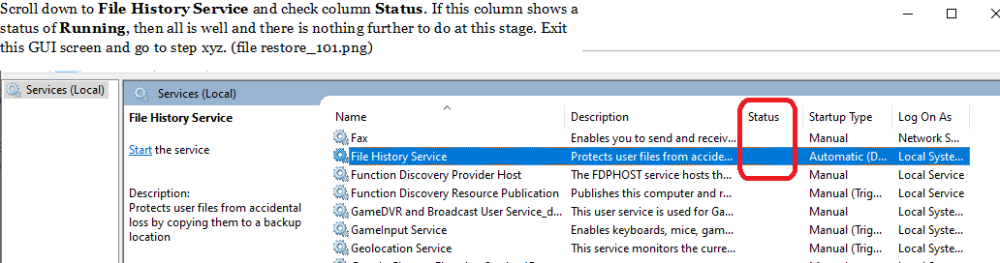 Scroll down to File History Service and check column Status. If this column shows a
status of Running, then all is well and there is nothing further to do at this stage. Exit
this GUI screen and go to step xyz. (file restore_101.png)
Services (Local)
Services (Local)
File History Service
Start the service
Description:
Protects user files from accidental
loss by copying them to a backup
location
Name Description Status Startup Type Log On As
Fax Enables you to send and receiv... Manual Network S...
File History Service Protects user files from accide... Automatic (D... Local Syste...
Function Discovery Provider Host The FDPHOST service hosts th... Manual Local Service
Function Discovery Resource Publication Publishes this computer and r... Manual (Trig... Local Service
GameDVR and Broadcast User Service_d... This user service is used for Ga... Manual Local Syste...
GameInput Service Enables keyboards, mice, gam... Manual (Trig... Local Syste...
Geolocation Service This service monitors the curre... Manual (Trig... Local Syste...